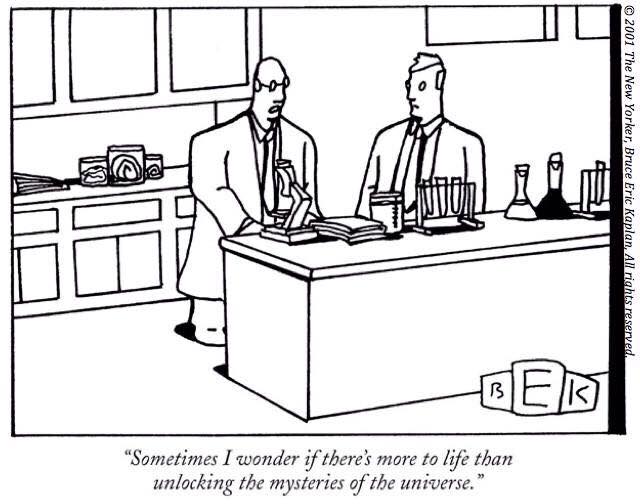 © 2001 The New Yorker, Bruce Eric Kaplan, All rights reserved.
B E K
“Sometimes I wonder if there’s more to life than
unlocking the mysteries of the universe.”